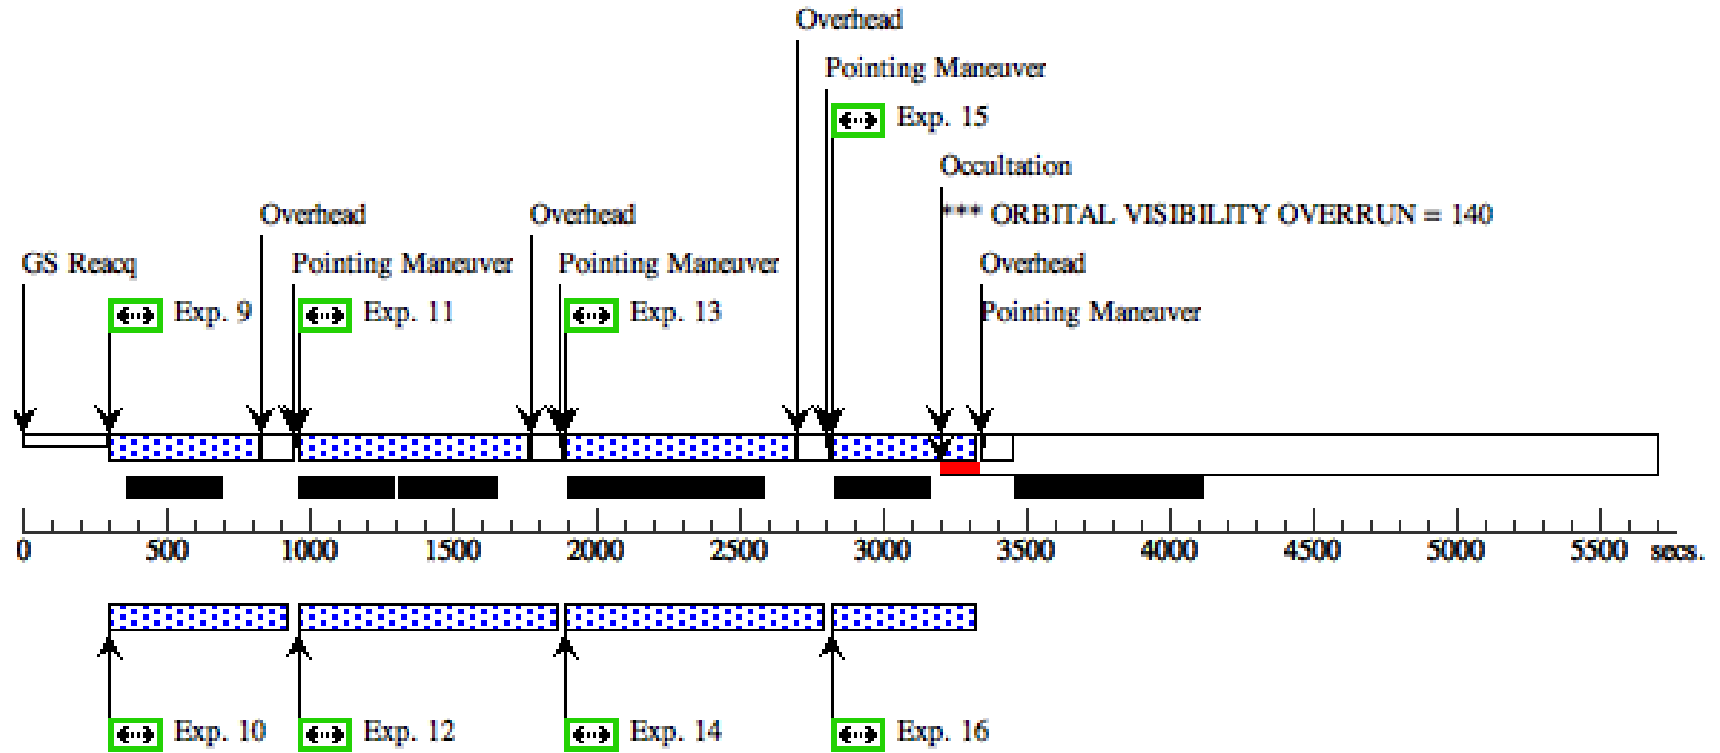 Overhead
Pointing Maneuver
Exp. 15
Occultation
Overhead Overhead *** ORBITAL VISIBILITY OVERRUN = 140
GS Reacq Pointing Maneuver Pointing Maneuver Overhead
Exp. 9 Exp. 11 Exp. 13 Pointing Maneuver
0 500 1000 1500 2000 2500 3000 3500 4000 4500 5000 5500 secs.
Exp. 10 Exp. 12 Exp. 14 Exp. 16